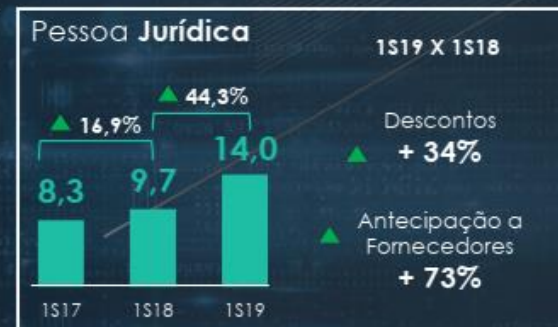 Pessoa Jurídica
1S19 X 1S18
44,3%
16,9%
8,3
9,7
14,0
1S17
1S18
1S19
Descontos
+ 34%
Antecipação a
Fornecedores
+ 73%